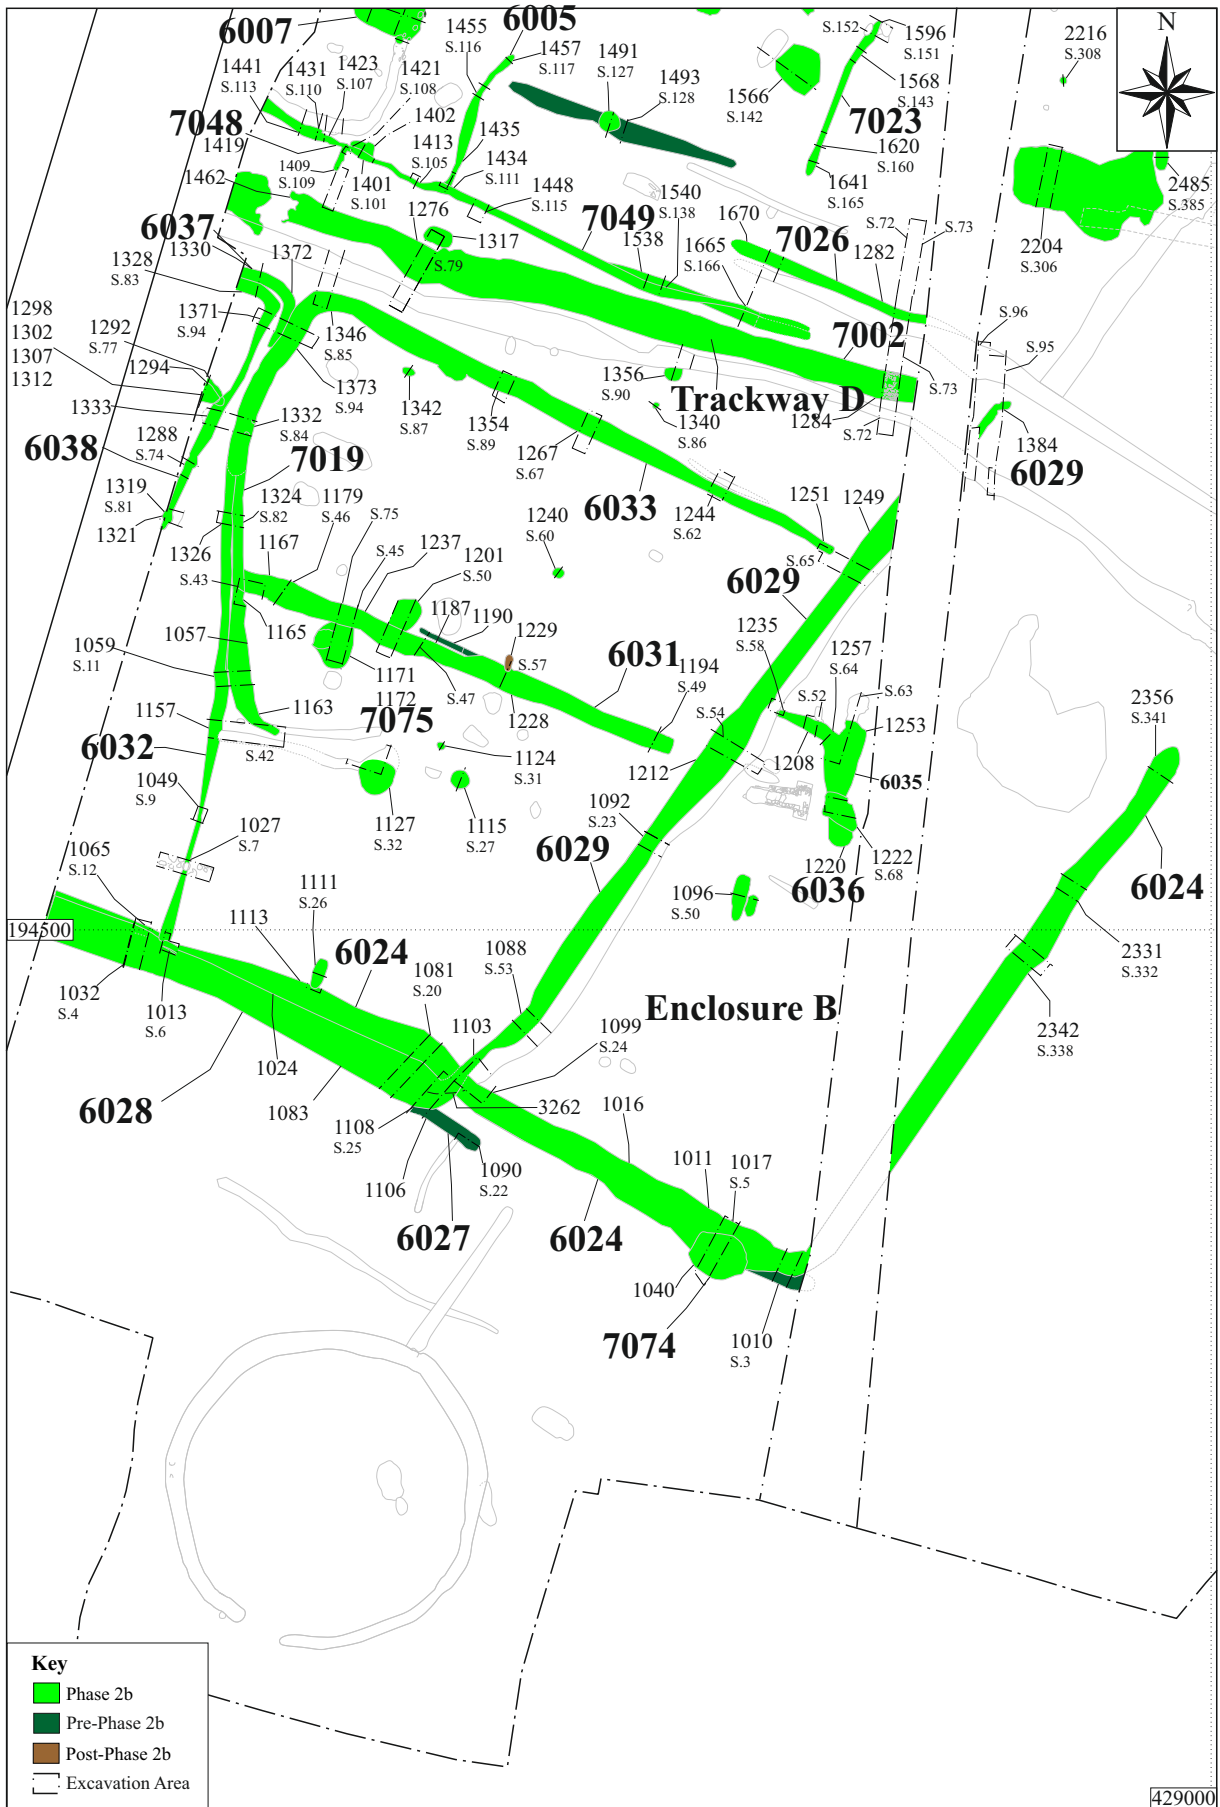 6007
1455
S.116
6005
1457
S.117
1491
S.127
1493
S.128
1566
S.142
S.152
1596
S.151
1568
S.143
7023
1620
S.160
1641
S.165
2216
S.308
N
1441
S.113
1431
S.110
1423
S.107
1421
S.108
1402
7048
1419
1413
S.105
1435
1434
S.111
1409
S.109
1401
S.101
1448
S.115
1462
1276
7049
1540
S.138
1538
1670
1665
S.166
7026
1282
S.72
S.73
2204
S.306
2485
S.385
6037
1330
1372
1317
S.79
1328
S.83
1298
1302
1307
1312
1371
S.94
1292
S.77
1294
1346
S.85
1373
S.94
1333
1332
S.84
1342
S.87
1354
S.89
1356
S.90
1340
S.86
7002
Trackway D
1284
S.72
S.73
S.96
S.95
1384
6029
6038
1288
S.74
7019
1267
S.67
6033
1319
S.81
1321
1324
S.82
1326
1179
S.46
S.75
1244
S.62
1251
1249
S.65
S.43
1167
S.45
1237
1201
S.50
1240
S.60
6029
1165
1187
1190
1229
S.57
1057
1059
S.11
1171
1172
S.47
1228
6031
1194
S.49
1235
S.58
1257
S.64
S.52
S.63
1253
2356
S.341
1157
1163
7075
S.54
6032
S.42
1212
1208
6035
1049
S.9
1124
S.31
1127
S.32
1115
S.27
1092
S.23
6029
1027
S.7
1065
S.12
1111
S.26
1096
S.50
1220
6036
1222
S.68
6024
194500
1113
6024
1081
S.20
1088
S.53
2331
S.332
1032
S.4
1013
S.6
1103
1099
S.24
Enclosure B
2342
S.338
1024
6028
1083
3262
1016
1108
S.25
1106
1090
S.22
1011
1017
S.5
6027
6024
1040
7074
1010
S.3
Key
Phase 2b
Pre-Phase 2b
Post-Phase 2b
Excavation Area
429000